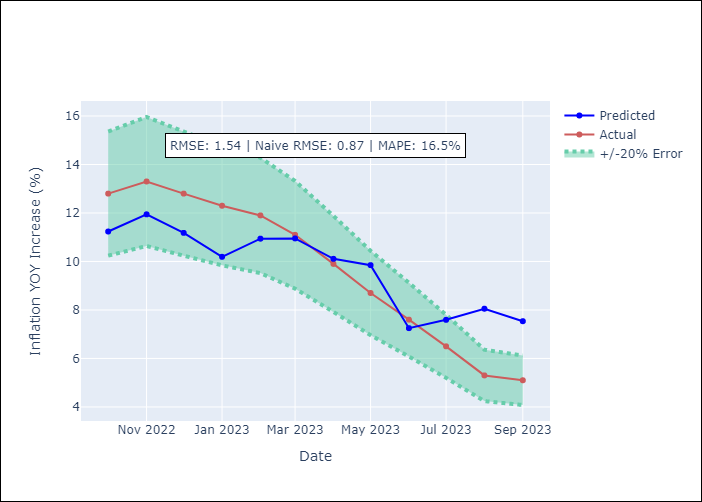 RMSE: 1.54 | Naive RMSE: 0.87 | MAPE: 16.5%
Predicted
Actual
+/-20% Error
Inflation YOY Increase (%)
16
14
12
10
8
6
4
Nov 2022
Jan 2023
Mar 2023
May 2023
Jul 2023
Sep 2023
Date